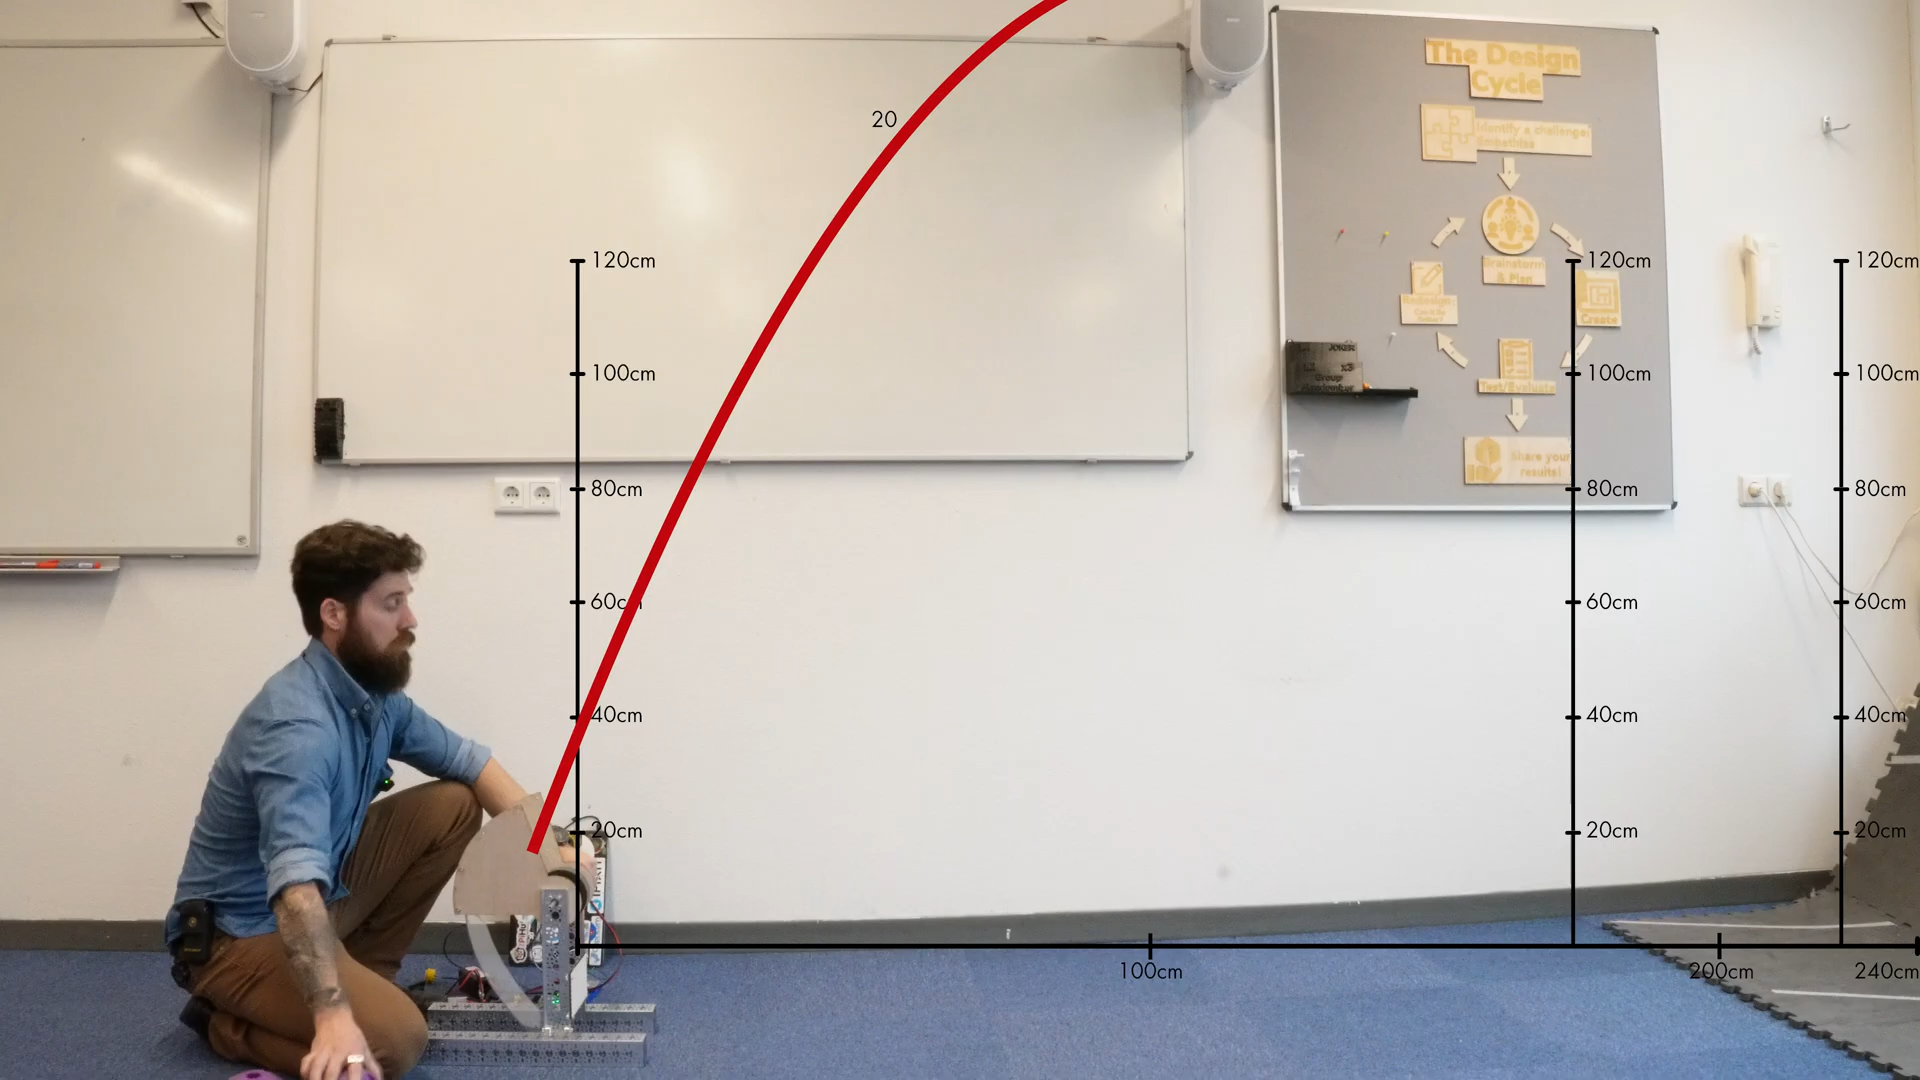 The Design
Cycle
Identify a challenge!
Empathise
20
Brainstorm
& Plan
Create
Test/Evaluate
Share your
results!
120cm
100cm
80cm
60cm
40cm
20cm
120cm
100cm
80cm
60cm
40cm
20cm
120cm
100cm
80cm
60cm
40cm
20cm
100cm
200cm
240cm